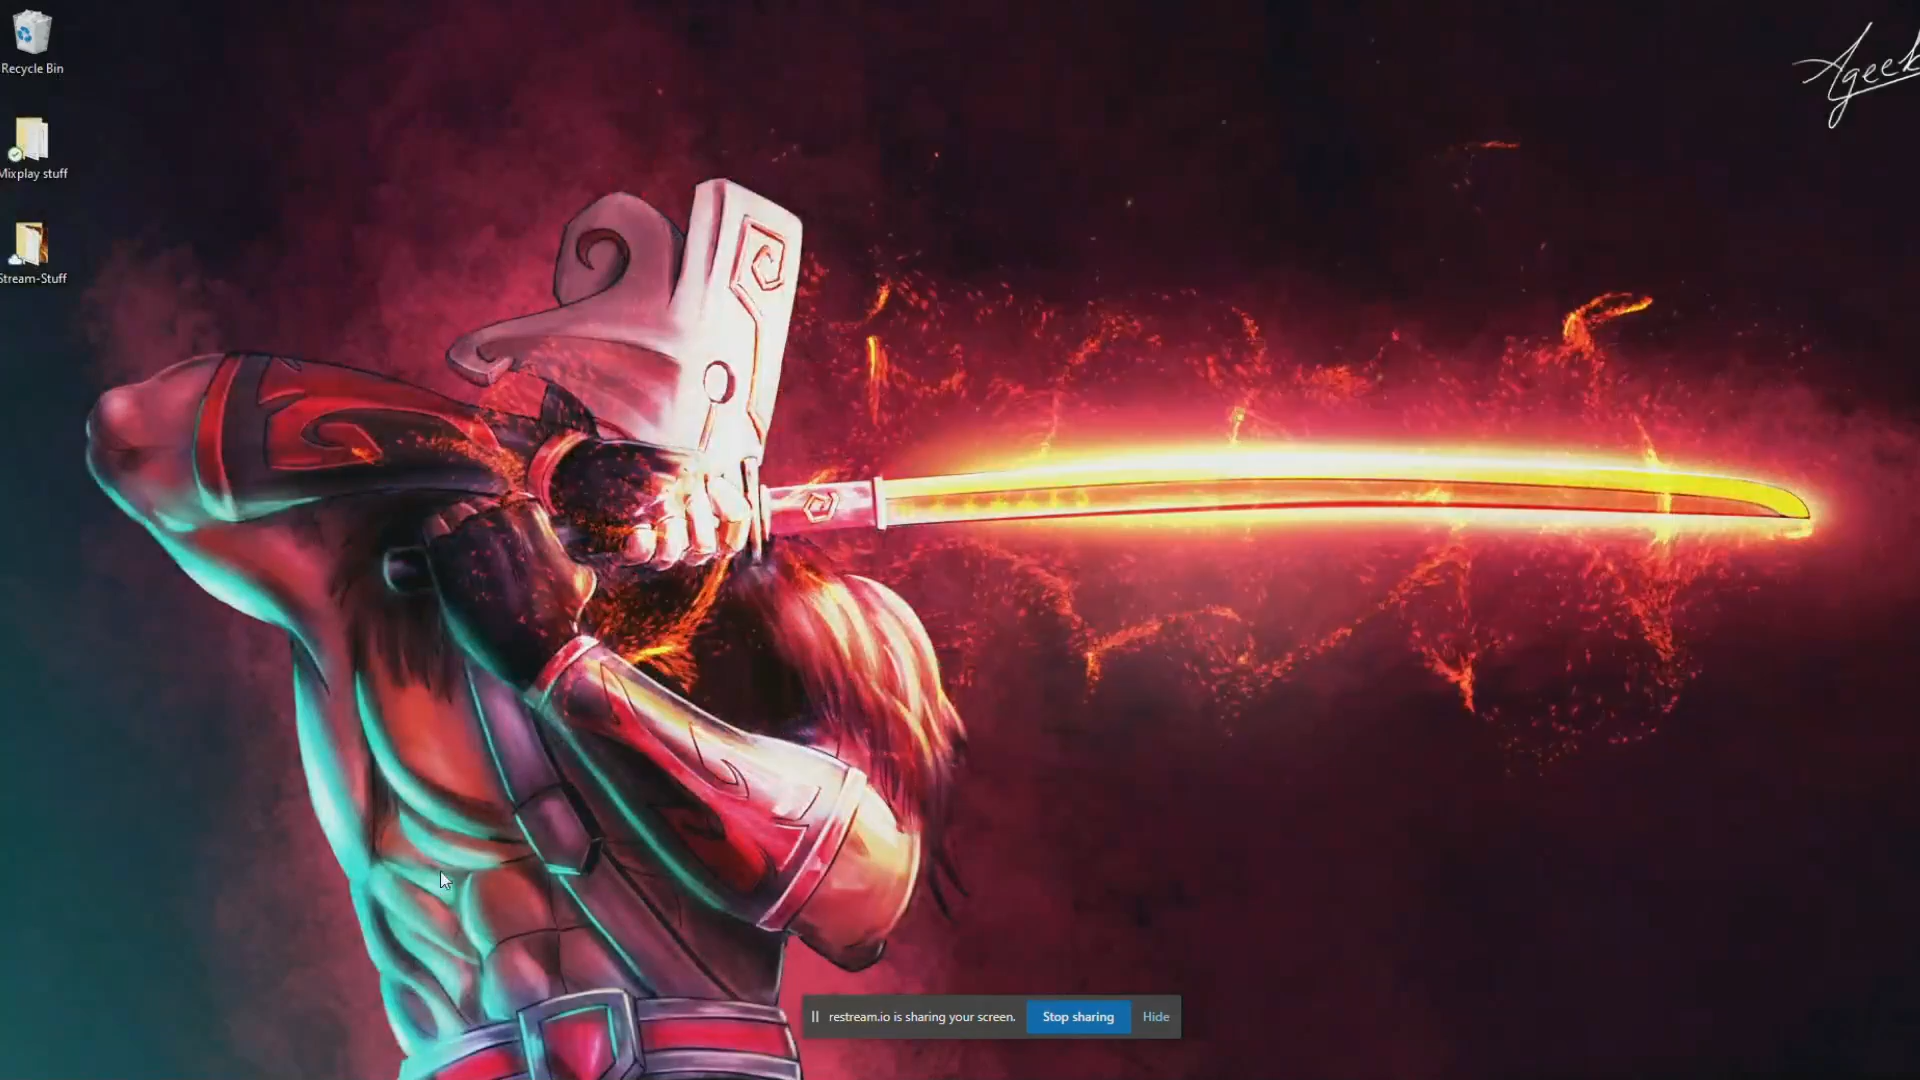 Recycle Bin
Mixplay stuff
Stream-Stuff
Ageek
restream.io is sharing your screen.
Stop sharing
Hide